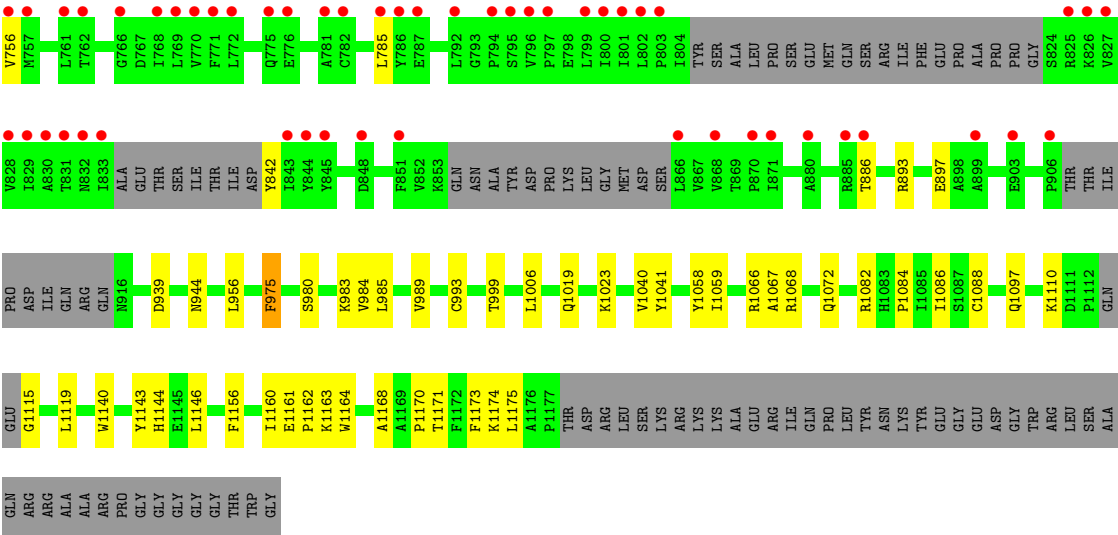 V756 M757 L761 T762 G766 D767 I768 L769 V770 F771 L772 Q775 E776 A781 C782 L785 Y786 E787 L792 G793 P794 S795 V796 P797 E798 L799 I800 I801 L802 P803 I804 TYR SER ALA LEU PRO SER GLU MET GLN SER ARG ILE PHE GLU PRO ALA PRO PRO GLY S824 R825 K826 V827
V828 I829 A830 T831 N832 I833 ALA GLU THR SER ILE THR ILE ASP Y842 I843 Y844 Y845 D848 F851 V852 K853 GLN ASN ALA TYR ASP PRO LYS LEU GLY MET ASP SER L866 V867 V868 T869 P870 I871 A880 R885 T886 R893 E897 A898 A899 E903 P906 THR THR ILE
PRO ASP ILE GLN ARG GLN N916 D939 N944 L956 F975 S980 K983 V984 L985 V989 C993 T999 L1006 Q1019 K1023 V1040 Y1041 Y1058 I1059 R1066 A1067 R1068 Q1072 R1082 H1083 P1084 I1085 I1086 S1087 C1088 Q1097 K1110 D1111 P1112 GLN
GLU G1115 L1119 W1140 Y1143 H1144 E1145 L1146 F1156 I1160 E1161 P1162 K1163 W1164 A1168 A1169 P1170 T1171 F1172 F1173 K1174 L1175 A1176 P1177 THR ASP ARG LEU SER LYS ARG LYS LYS ALA GLU ARG ILE GLN PRO LEU TYR ASN LYS TYR GLU GLY GLU ASP GLY TRP ARG LEU SER ALA
GLN ARG ARG ALA ALA ARG PRO GLY GLY GLY GLY GLY THR TRP GLY